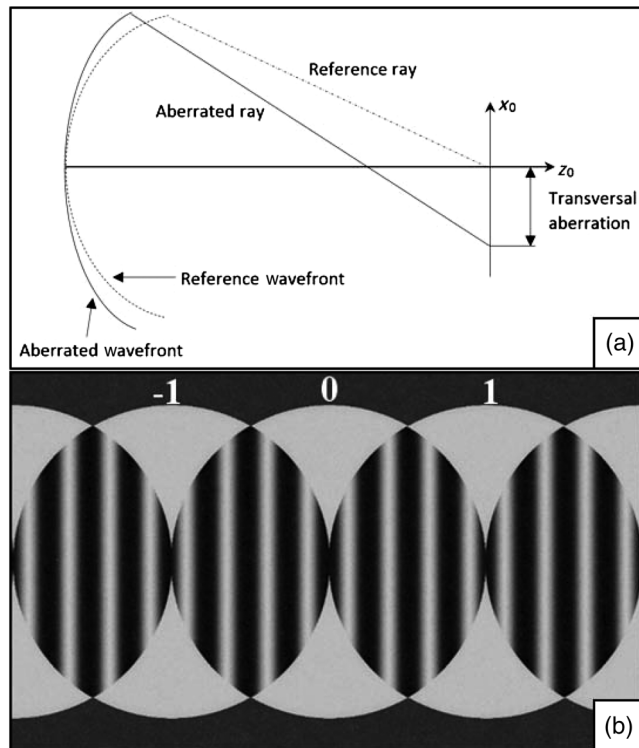 Reference ray
x₀
Aberrated ray
z₀
Transversal
aberration
Reference wavefront
Aberrated wavefront
(a)
-1 0 1
(b)